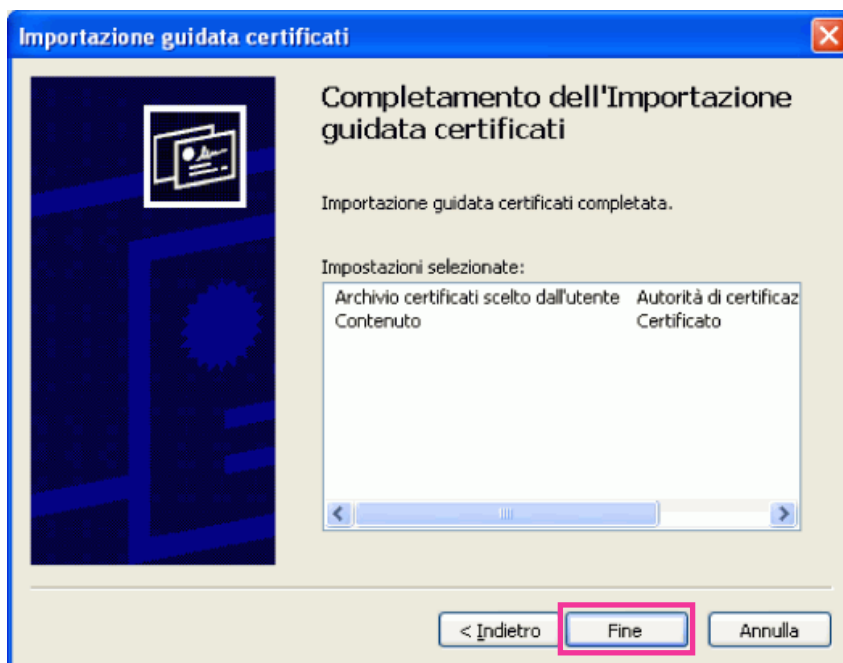 Importazione guidata certificati
Completamento dell'Importazione
guidata certificati
Importazione guidata certificati completata.
Impostazioni selezionate:
Archivio certificati scelto dall'utente Autorità di certificaz
Contenuto Certificato
< Indietro Fine Annulla